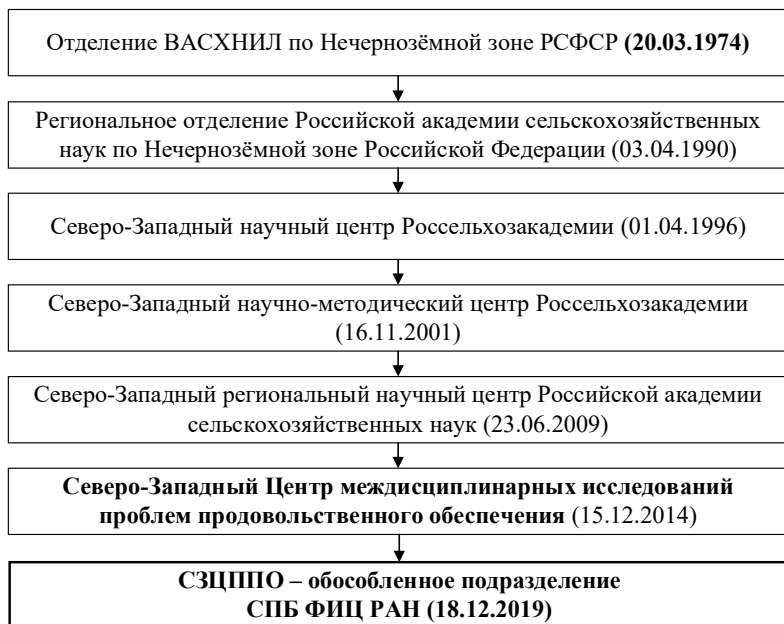 Отделение ВАСХНИЛ по Нечернозёмной зоне РСФСР (20.03.1974)
Региональное отделение Российской академии сельскохозяйственных
наук по Нечернозёмной зоне Российской Федерации (03.04.1990)
Северо-Западный научный центр Россельхозакадемии (01.04.1996)
Северо-Западный научно-методический центр Россельхозакадемии
(16.11.2001)
Северо-Западный региональный научный центр Российской академии
сельскохозяйственных наук (23.06.2009)
Северо-Западный Центр междисциплинарных исследований
проблем продовольственного обеспечения (15.12.2014)
СЗЦППО – обособленное подразделение
СПБ ФИЦ РАН (18.12.2019)